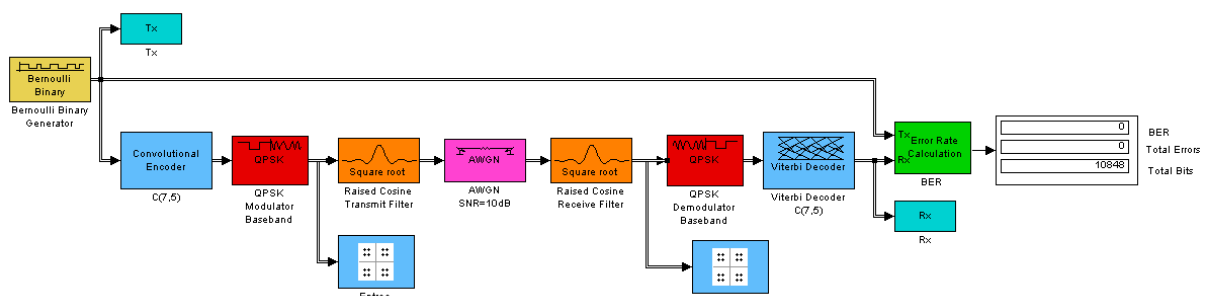 Tx
Tx
Bernoulli
Binary
Bernoulli Binary
Generator
Convolutional
Encoder
C(7,5)
QPSK
QPSK
Modulator
Baseband
Square root
Raised Cosine
Transmit Filter
AWGN
AWGN
SNR=10dB
Square root
Raised Cosine
Receive Filter
QPSK
QPSK
Demodulator
Baseband
Viterbi Decoder
Viterbi Decoder
C(7,5)
Tx
Rx
Error Rate
Calculation
BER
0
BER
0
Total Errors
10848
Total Bits
Rx
Rx